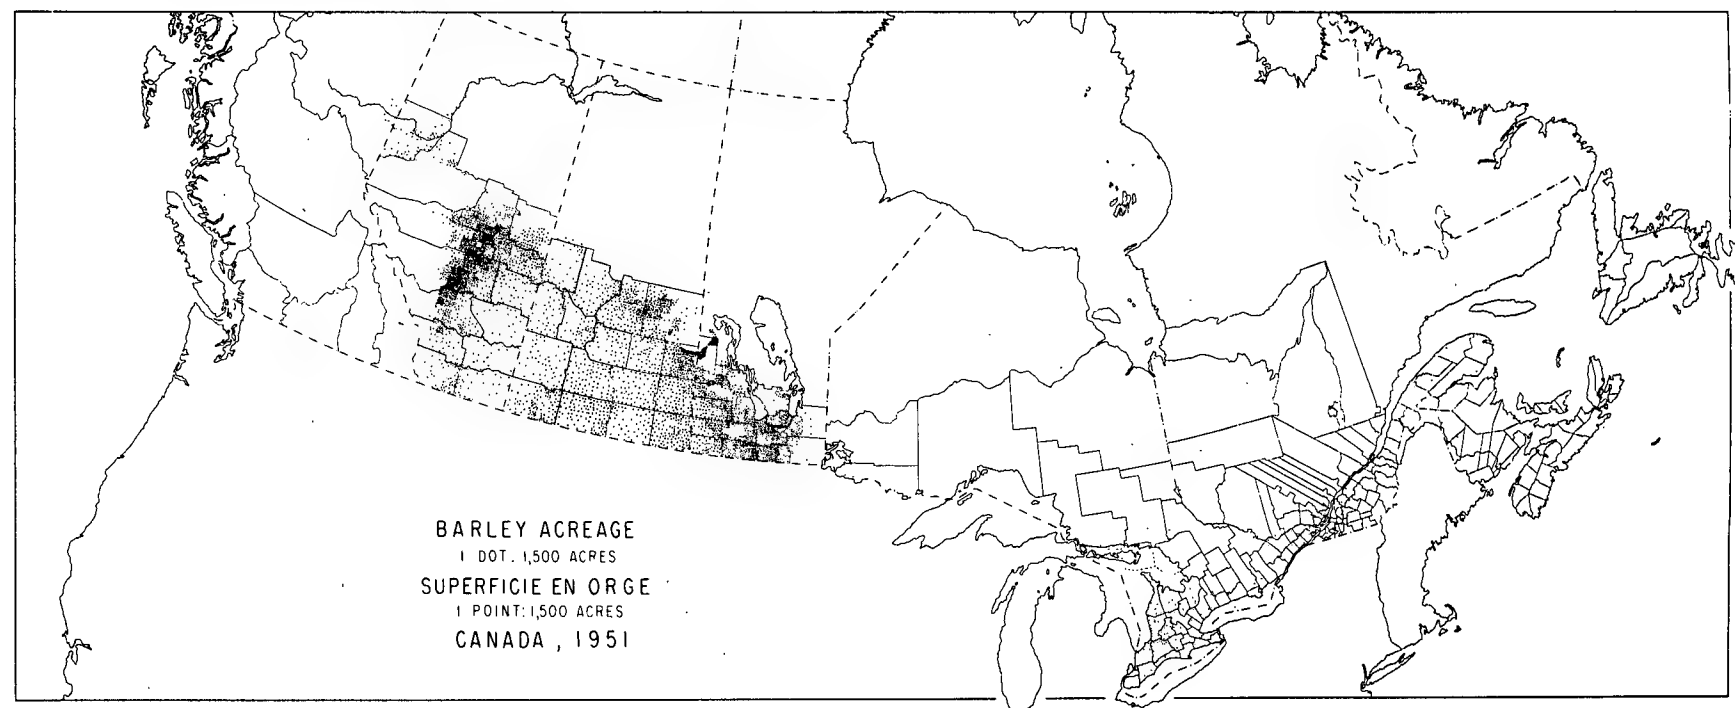 BARLEY ACREAGE
1 DOT. 1,500 ACRES
SUPERFICIE EN ORGE
1 POINT: 1,500 ACRES
CANADA, 1951